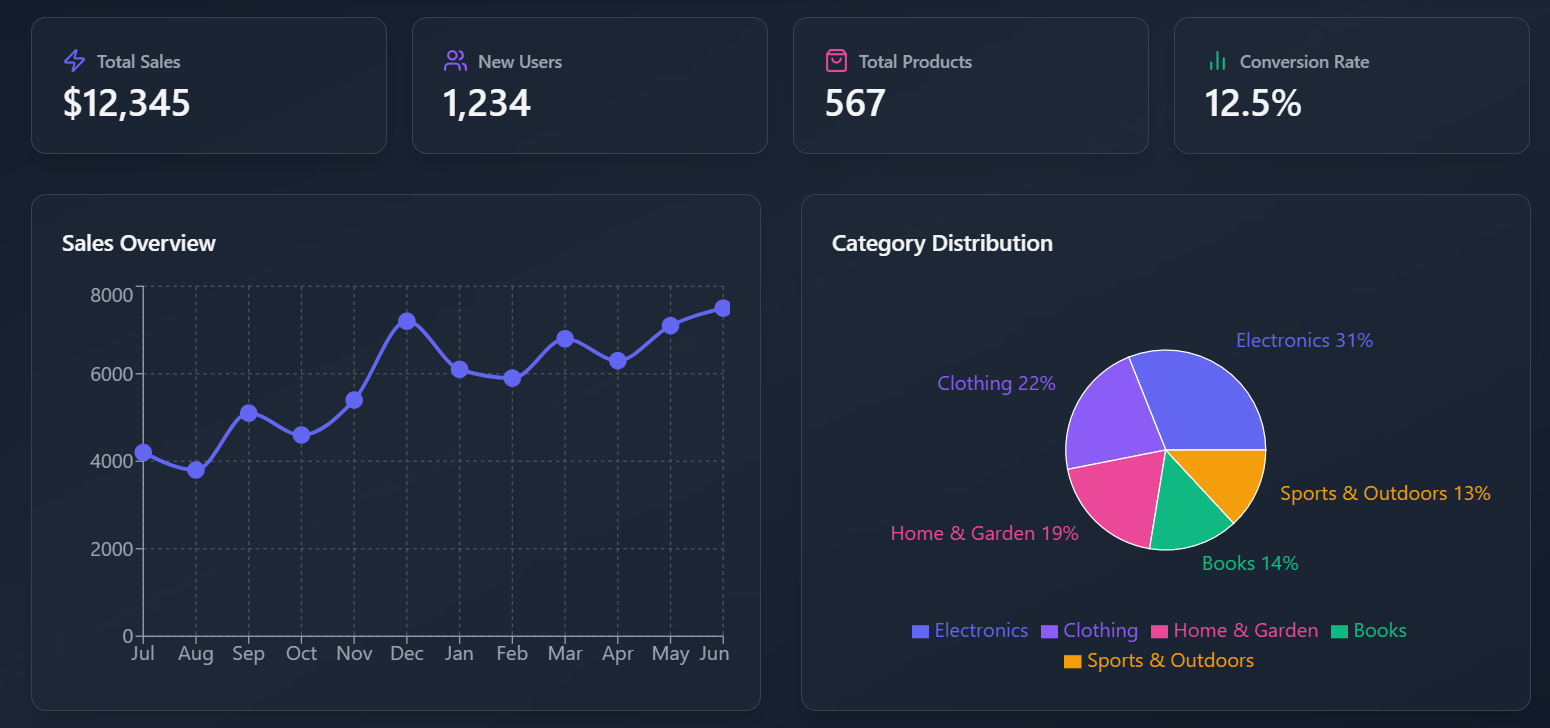 Total Sales
$12,345
New Users
1,234
Total Products
567
Conversion Rate
12.5%
Sales Overview
8000
6000
4000
2000
0
Jul Aug Sep Oct Nov Dec Jan Feb Mar Apr May Jun
Category Distribution
Electronics 31%
Clothing 22%
Sports & Outdoors 13%
Home & Garden 19%
Books 14%
Electronics Clothing Home & Garden Books
Sports & Outdoors